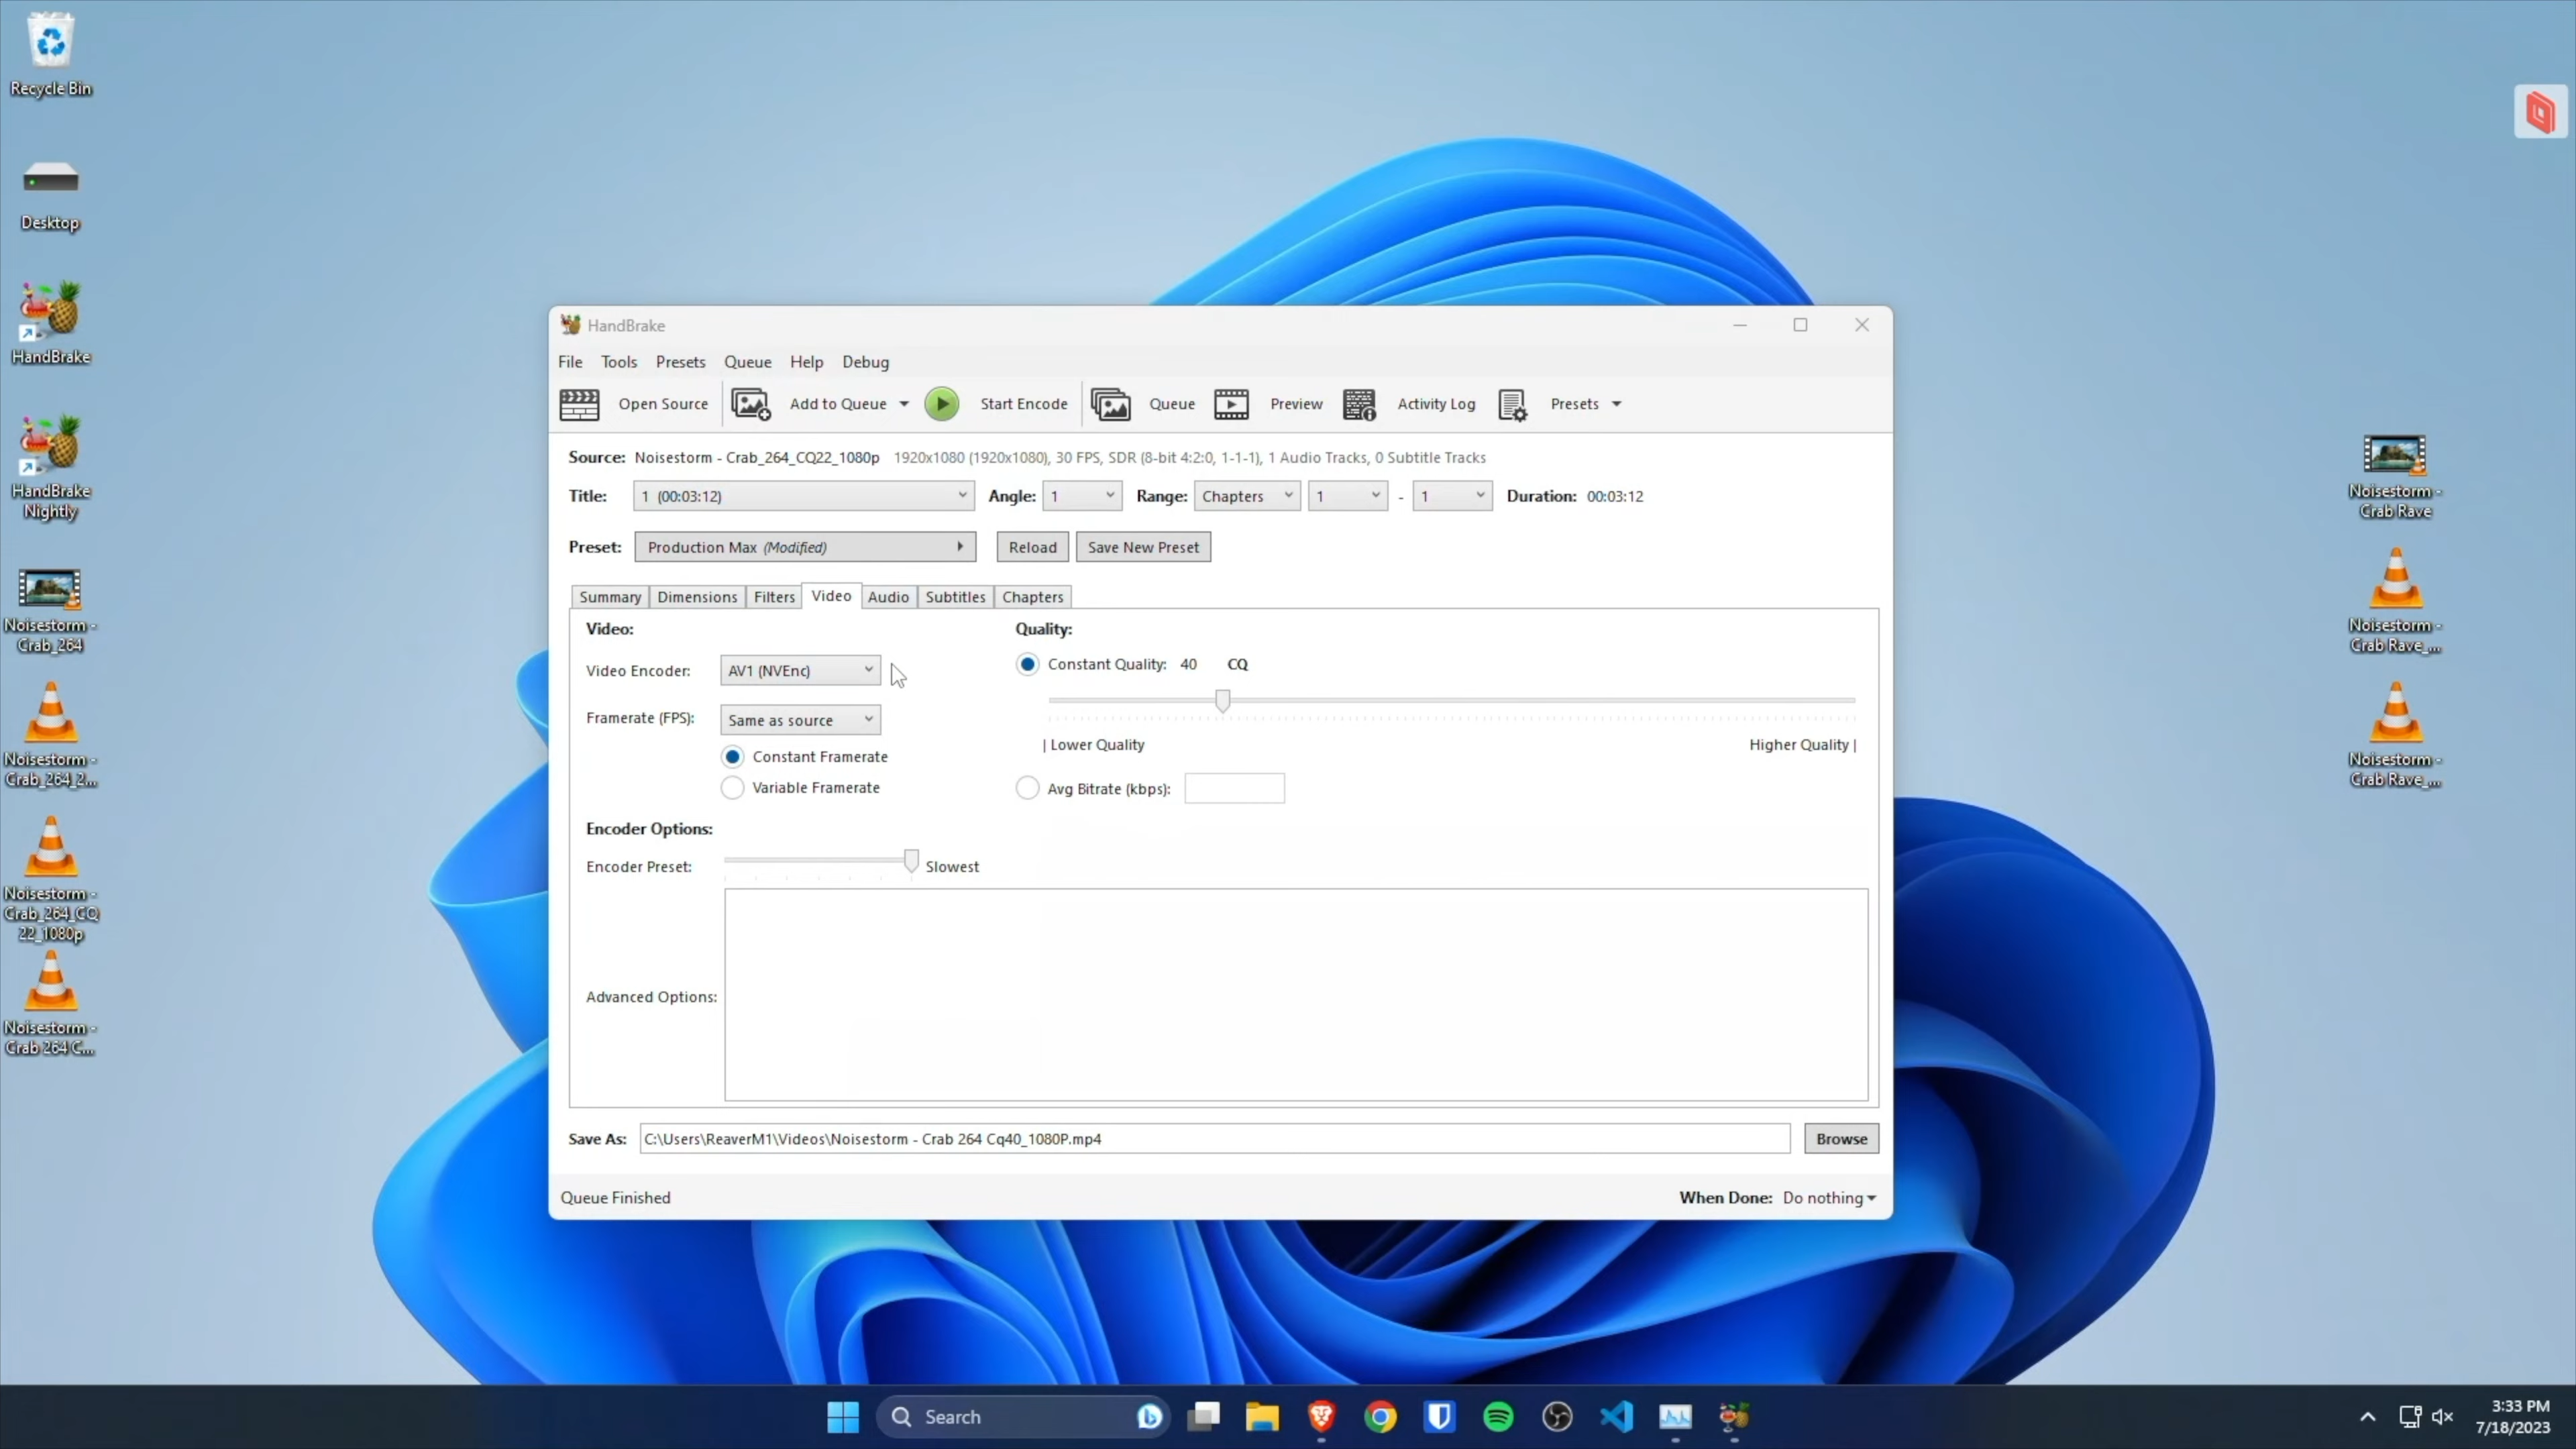 Recycle Bin
Desktop
HandBrake
HandBrake
Nightly
Noisestorm -
Crab_264
Noisestorm -
Crab_264_2...
Noisestorm -
Crab_264_CQ
22_1080p
Noisestorm -
Crab 264 C...
HandBrake
File Tools Presets Queue Help Debug
Open Source Add to Queue Start Encode Queue Preview Activity Log Presets
Source: Noisestorm - Crab_264_CQ22_1080p 1920x1080 (1920x1080), 30 FPS, SDR (8-bit 4:2:0, 1-1-1), 1 Audio Tracks, 0 Subtitle Tracks
Title: 1 (00:03:12) Angle: 1 Range: Chapters 1 - 1 Duration: 00:03:12
Preset: Production Max (Modified) Reload Save New Preset
Summary Dimensions Filters Video Audio Subtitles Chapters
Video: Quality:
Video Encoder: AV1 (NVEnc) Constant Quality: 40 CQ
Framerate (FPS): Same as source
| Lower Quality Higher Quality |
Constant Framerate
Variable Framerate Avg Bitrate (kbps):
Encoder Options:
Encoder Preset: Slowest
Advanced Options:
Save As: C:\Users\ReaverM1\Videos\Noisestorm - Crab 264 Cq40_1080P.mp4 Browse
Queue Finished When Done: Do nothing
Noisestorm -
Crab Rave
Noisestorm -
Crab Rave_...
Noisestorm -
Crab Rave_...
Search
3:33 PM
7/18/2023